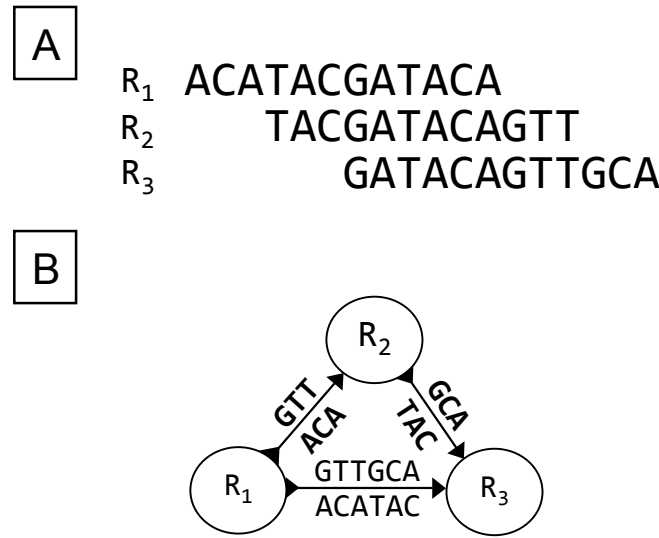 A
R₁ ACATACGATACA
R₂ TACGATACAGTT
R₃ GATACAGTTGCA
B
R₂
GTT
ACA
GCA
TAC
R₁
GTTGCA
ACATAC
R₃